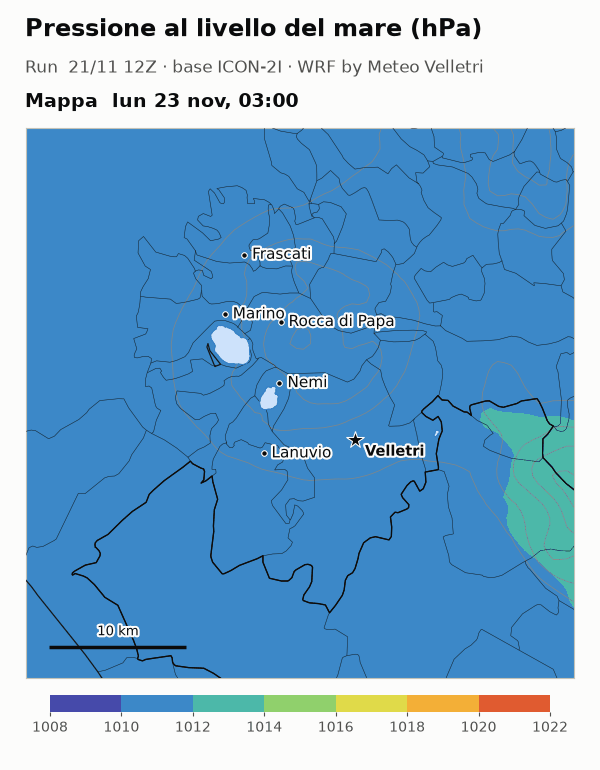 Pressione al livello del mare (hPa)
Run  21/11 12Z · base ICON-2I · WRF by Meteo Velletri
Mappa  lun 23 nov, 03:00
Frascati
Marino
Rocca di Papa
Nemi
Velletri
Lanuvio
10 km
1008 1010 1012 1014 1016 1018 1020 1022